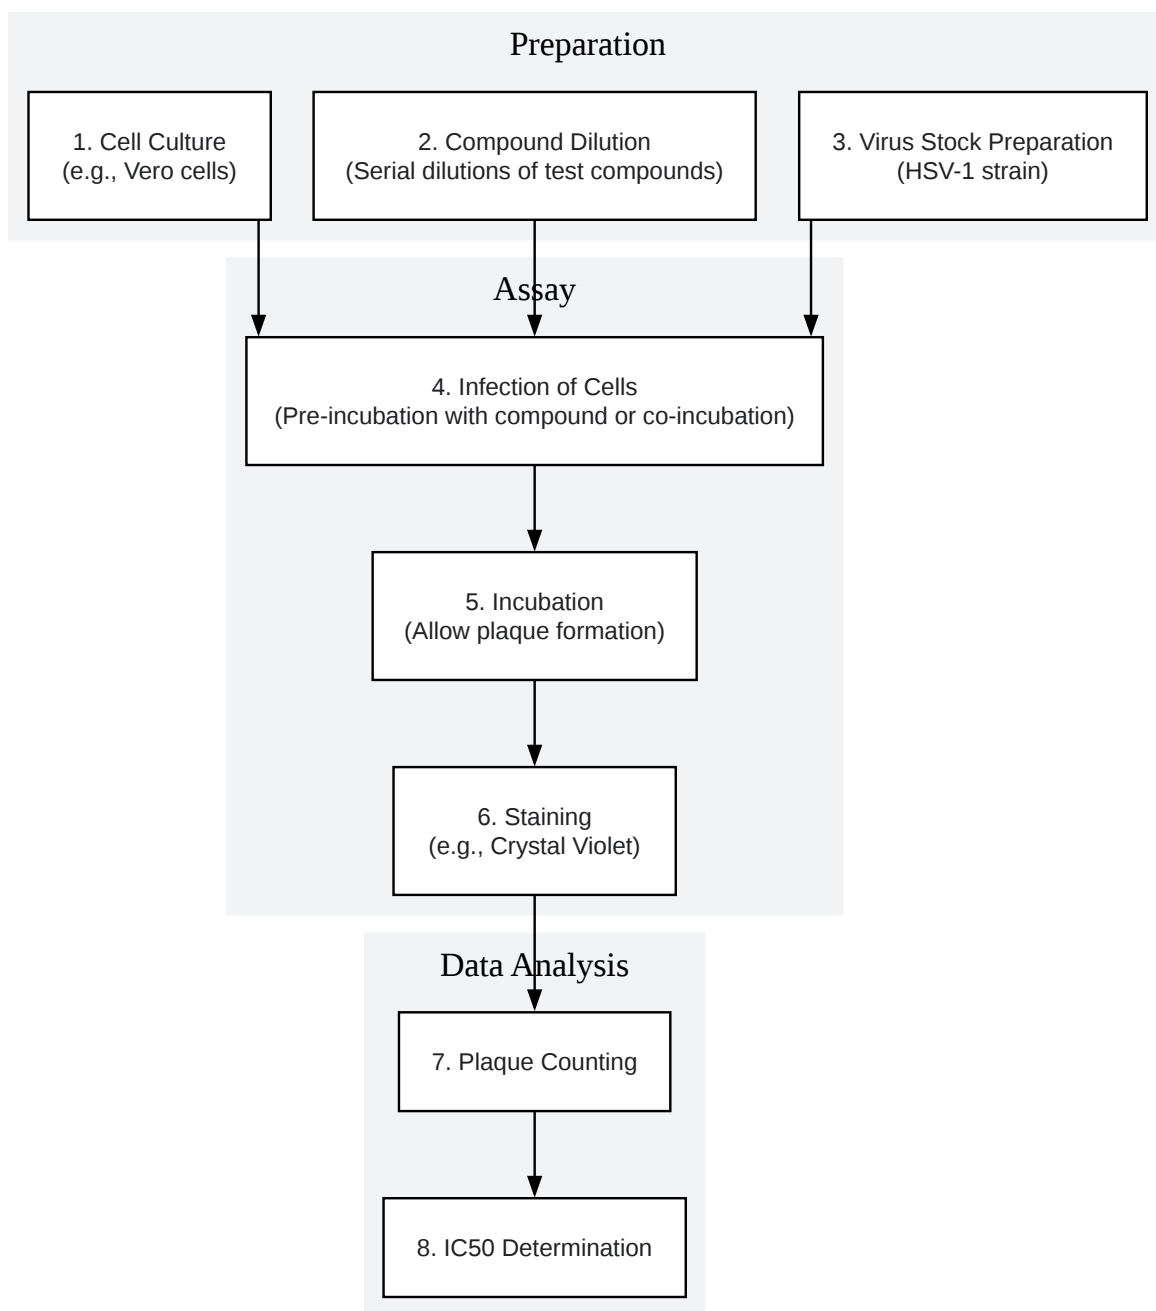 Preparation
1. Cell Culture
(e.g., Vero cells)
2. Compound Dilution
(Serial dilutions of test compounds)
3. Virus Stock Preparation
(HSV-1 strain)
Assay
4. Infection of Cells
(Pre-incubation with compound or co-incubation)
5. Incubation
(Allow plaque formation)
6. Staining
(e.g., Crystal Violet)
Data Analysis
7. Plaque Counting
8. IC50 Determination